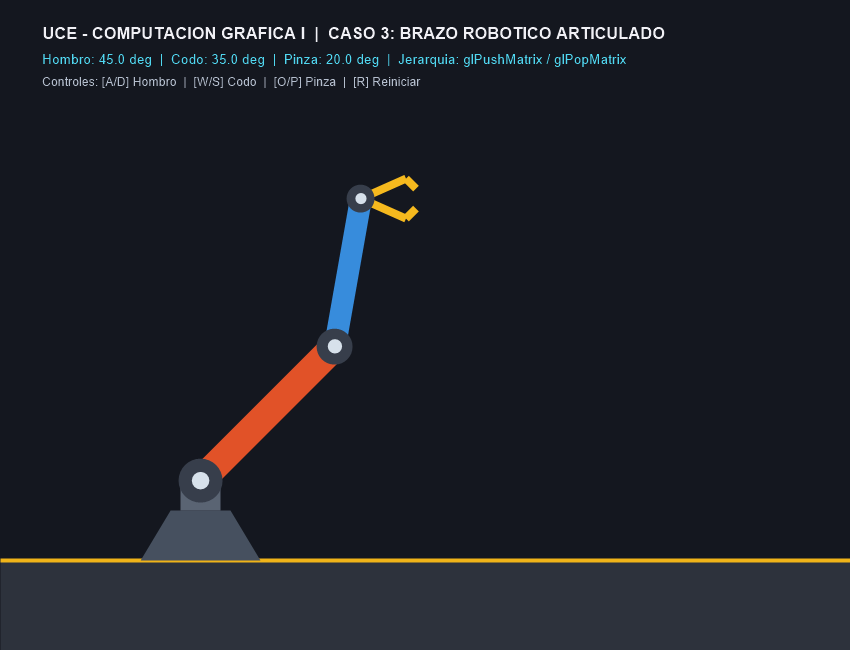 UCE - COMPUTACION GRAFICA I | CASO 3: BRAZO ROBOTICO ARTICULADO
Hombro: 45.0 deg | Codo: 35.0 deg | Pinza: 20.0 deg | Jerarquia: glPushMatrix / glPopMatrix
Controles: [A/D] Hombro | [W/S] Codo | [O/P] Pinza | [R] Reiniciar